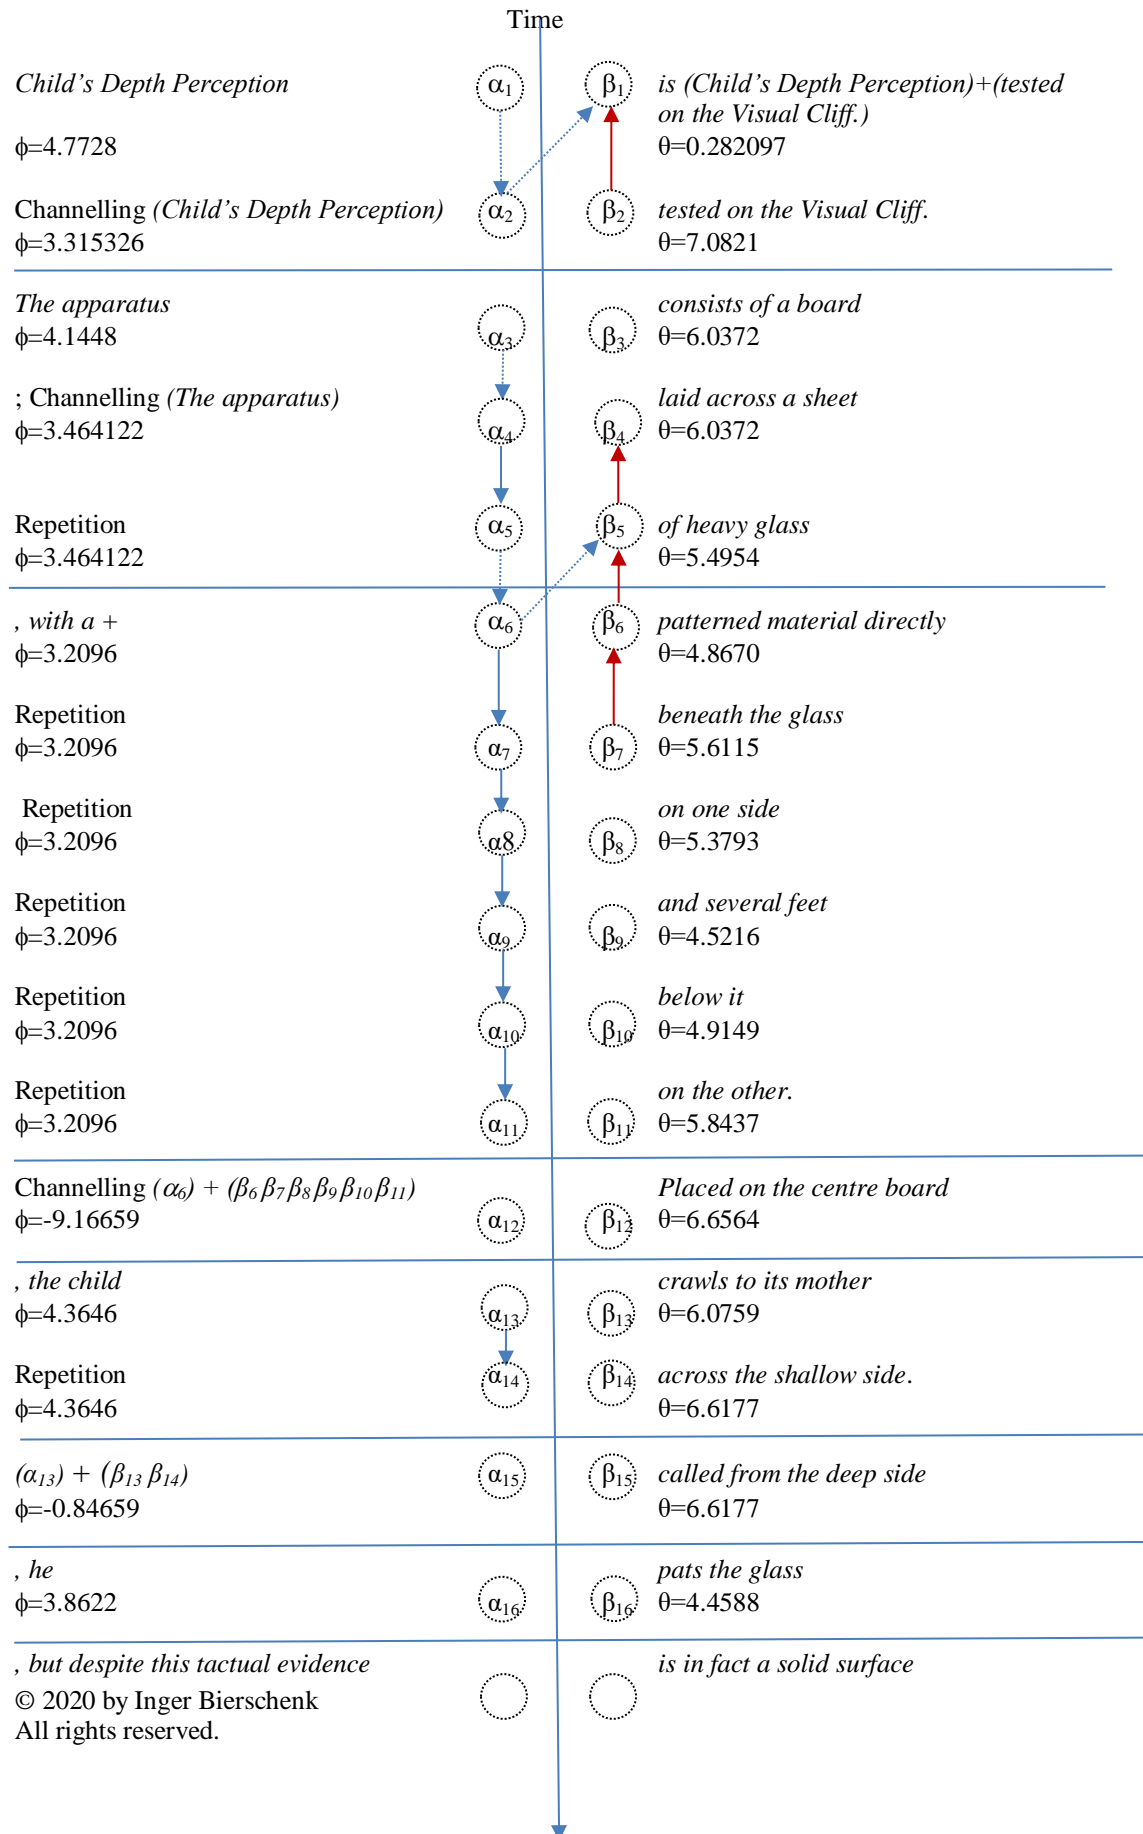 Time
Child's Depth Perception α1 β1 is (Child's Depth Perception)+(tested
on the Visual Cliff.)
ϕ=4.7728 θ=0.282097
Channelling (Child's Depth Perception) α2 β2 tested on the Visual Cliff.
ϕ=3.315326 θ=7.0821
The apparatus consists of a board
ϕ=4.1448 α3 β3 θ=6.0372
; Channelling (The apparatus) laid across a sheet
ϕ=3.464122 α4 β4 θ=6.0372
Repetition α5 β5 of heavy glass
ϕ=3.464122 θ=5.4954
, with a + α6 β6 patterned material directly
ϕ=3.2096 θ=4.8670
Repetition beneath the glass
ϕ=3.2096 α7 β7 θ=5.6115
Repetition on one side
ϕ=3.2096 α8 β8 θ=5.3793
Repetition and several feet
ϕ=3.2096 α9 β9 θ=4.5216
Repetition below it
ϕ=3.2096 α10 β10 θ=4.9149
Repetition on the other.
ϕ=3.2096 α11 β11 θ=5.8437
Channelling (α6) + (β6 β7 β8 β9 β10 β11) Placed on the centre board
ϕ=-9.16659 α12 β12 θ=6.6564
, the child crawls to its mother
ϕ=4.3646 α13 β13 θ=6.0759
Repetition α14 β14 across the shallow side.
ϕ=4.3646 θ=6.6177
(α13) + (β13 β14) α15 β15 called from the deep side
ϕ=-0.84659 θ=6.6177
, he pats the glass
ϕ=3.8622 α16 β16 θ=4.4588
, but despite this tactual evidence is in fact a solid surface
© 2020 by Inger Bierschenk
All rights reserved.